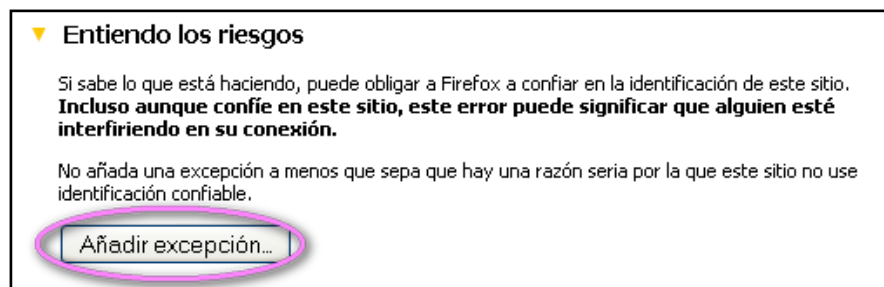 Entiendo los riesgos
Si sabe lo que está haciendo, puede obligar a Firefox a confiar en la identificación de este sitio.
Incluso aunque confíe en este sitio, este error puede significar que alguien esté
interfiriendo en su conexión.
No añada una excepción a menos que sepa que hay una razón seria por la que este sitio no use
identificación confiable.
Añadir excepción...